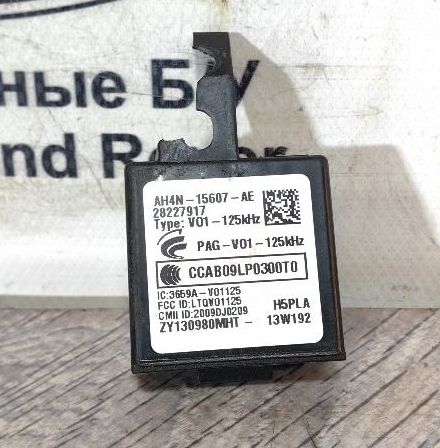 ные Б/У
nd Rover
AH4N-15607-AE
28227917
Type: V01-125kHz
PAG-V01-125kHz
CCAB09LP0300T0
IC:3659A-V01125
FCC ID:LTQV01125
CMII ID:2009DJ0209
H5PLA
ZY130980MHT - 13W192